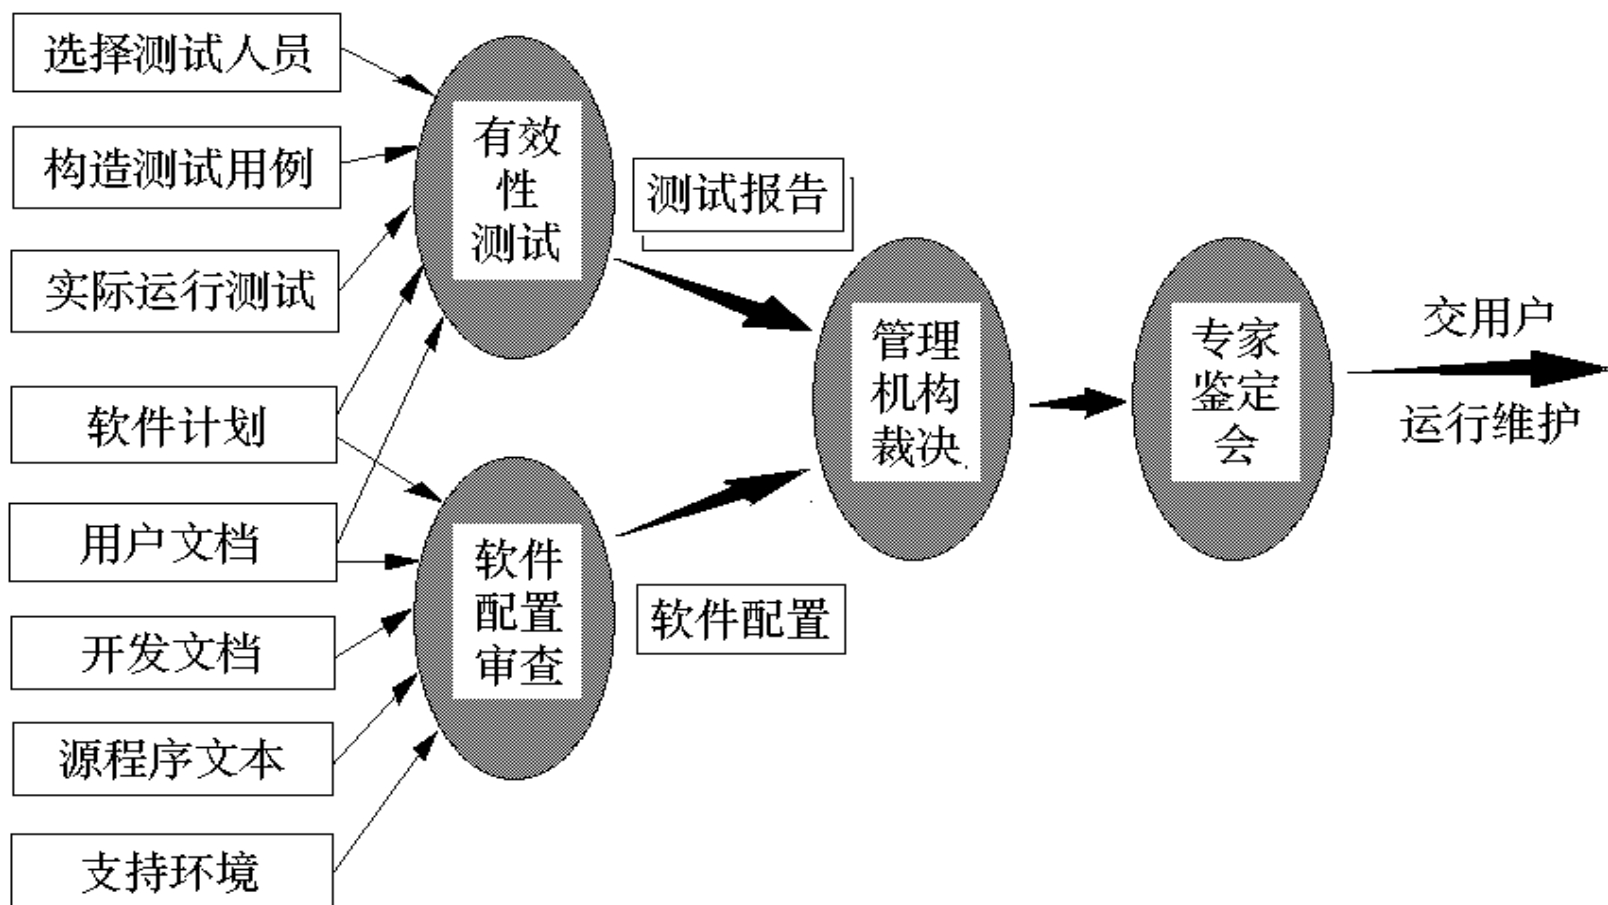 选择测试人员
构造测试用例
实际运行测试
软件计划
用户文档
开发文档
源程序文本
支持环境
有效
性
测试
软件
配置
审查
测试报告
软件配置
管理
机构
裁决
专家
鉴定
会
交用户
运行维护